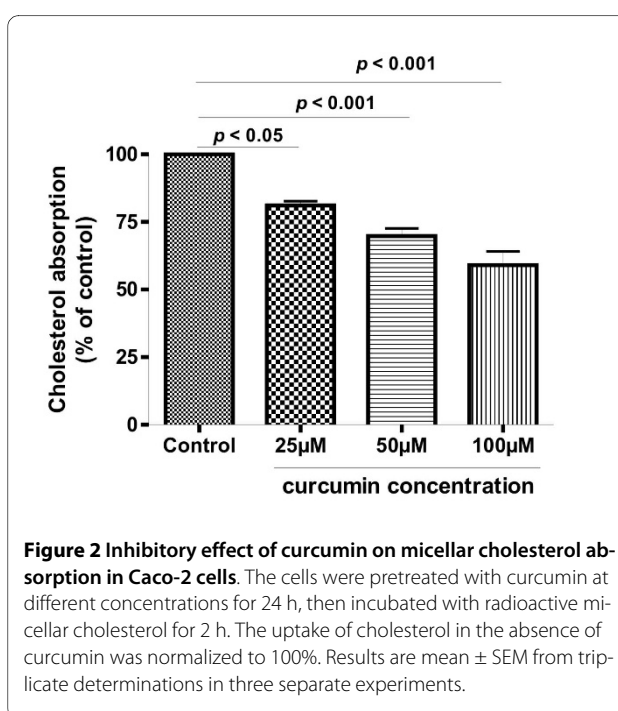 p < 0.001
p < 0.001
p < 0.05
Cholesterol absorption
(% of control)
100
75
50
25
0
Control 25µM 50µM 100µM
curcumin concentration
Figure 2 Inhibitory effect of curcumin on micellar cholesterol ab-
sorption in Caco-2 cells. The cells were pretreated with curcumin at
different concentrations for 24 h, then incubated with radioactive mi-
cellar cholesterol for 2 h. The uptake of cholesterol in the absence of
curcumin was normalized to 100%. Results are mean ± SEM from trip-
licate determinations in three separate experiments.